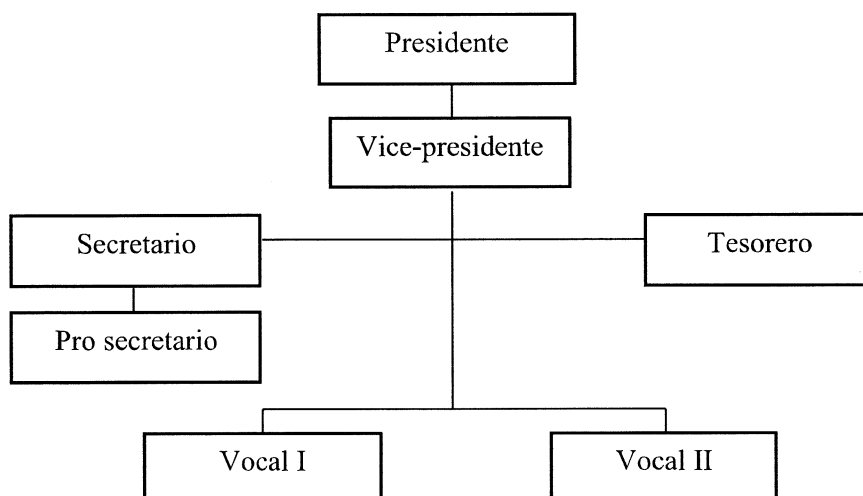 Presidente
Vice-presidente
Secretario
Tesorero
Pro secretario
Vocal I
Vocal II